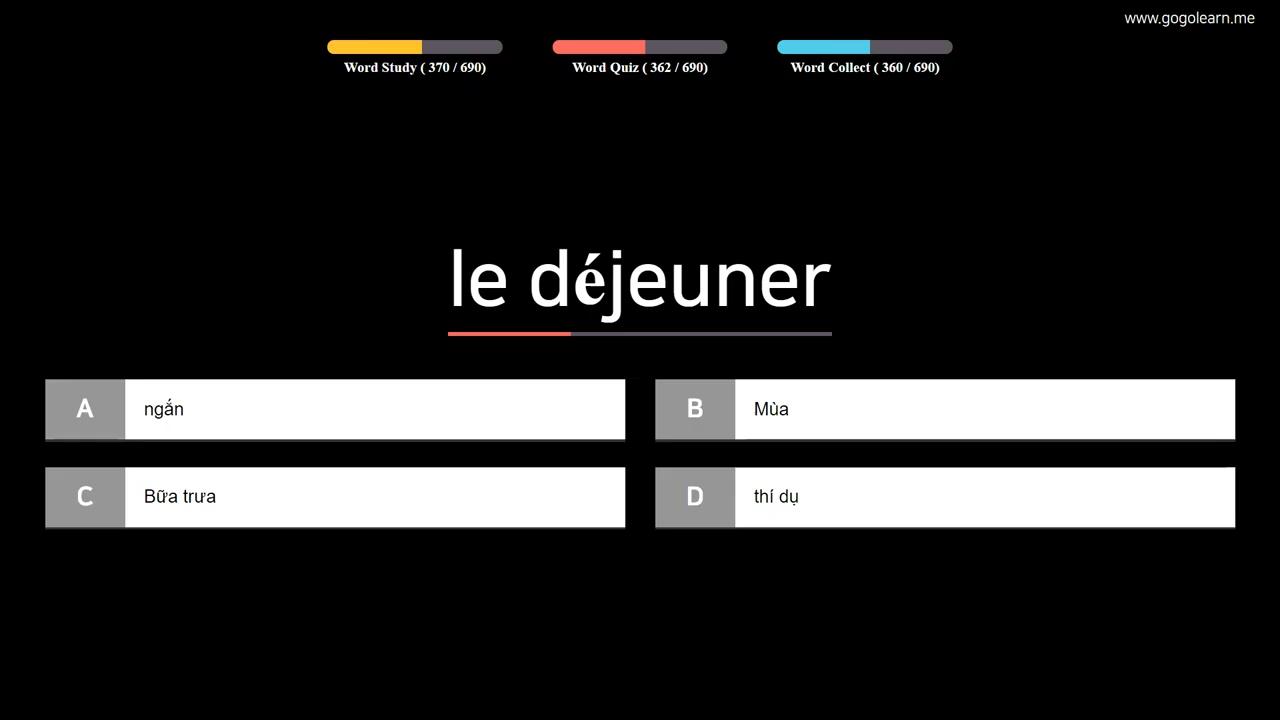 www.gogolearn.me
Word Study ( 370 / 690)
Word Quiz ( 362 / 690)
Word Collect ( 360 / 690)
le déjeuner
A ngắn
B Mùa
C Bữa trưa
D thí dụ